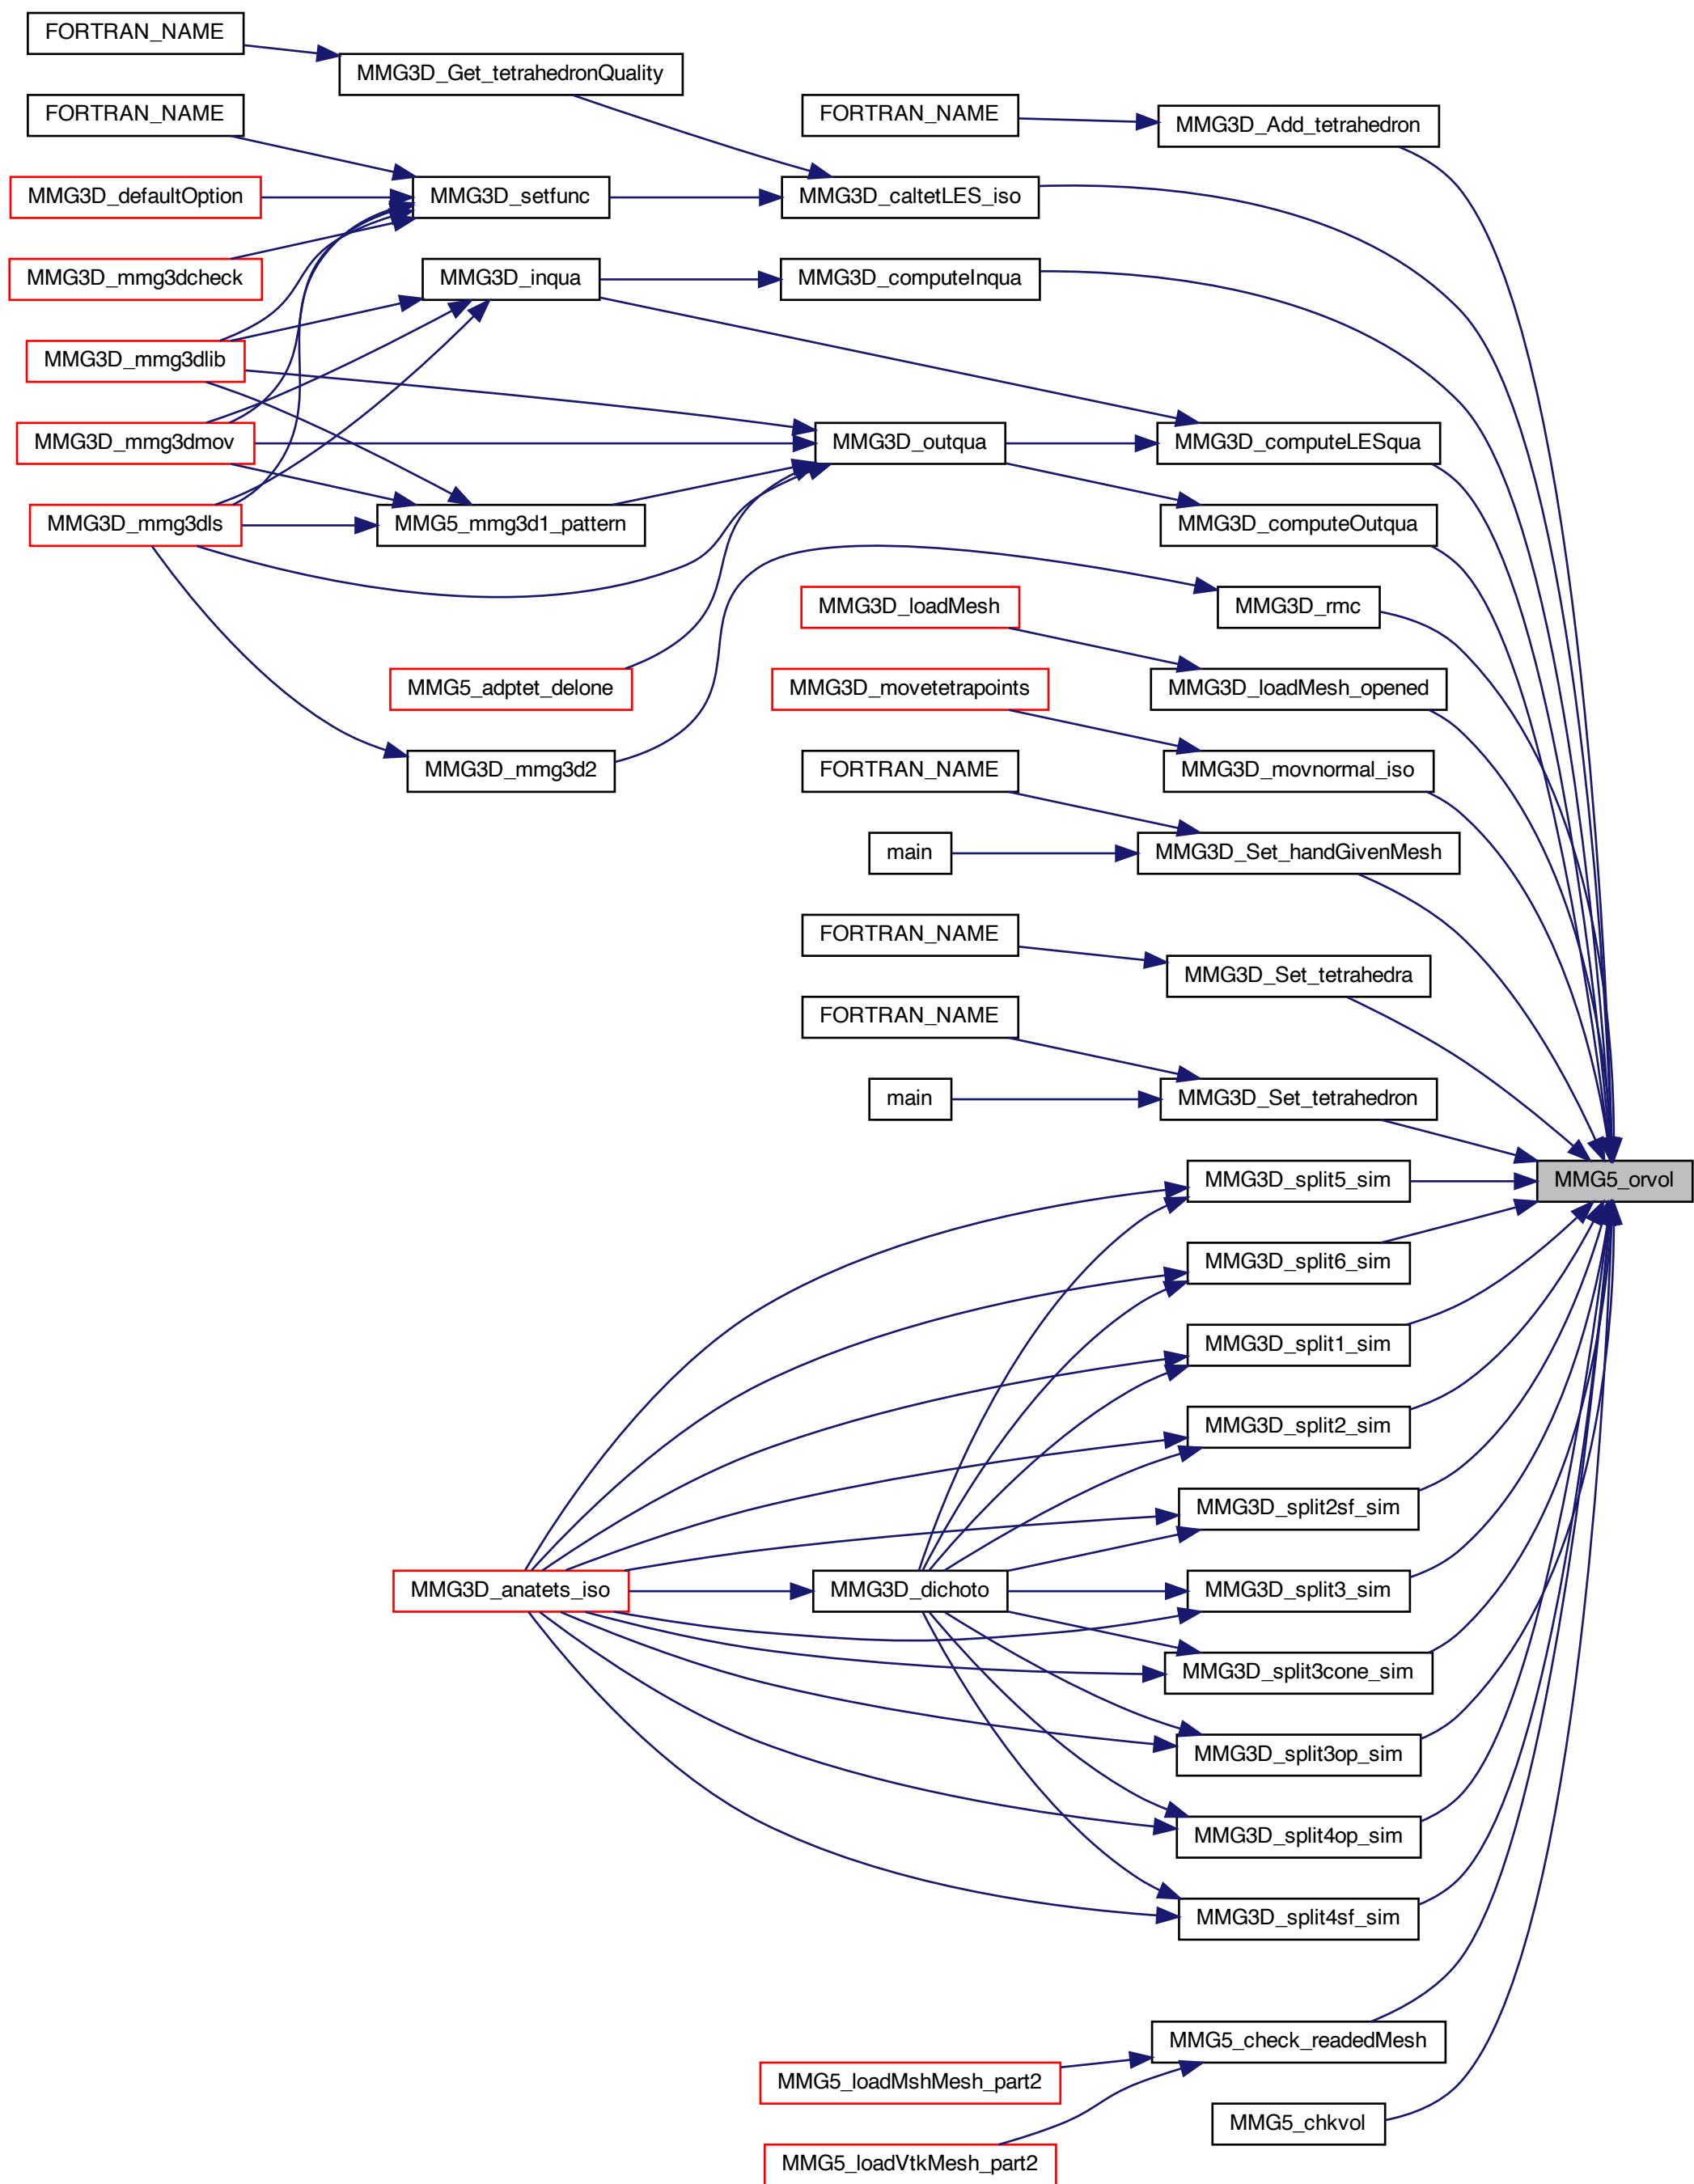 FORTRAN_NAME
MMG3D_Get_tetrahedronQuality
FORTRAN_NAME
FORTRAN_NAME
MMG3D_Add_tetrahedron
MMG3D_defaultOption
MMG3D_setfunc
MMG3D_caltetLES_iso
MMG3D_mmg3dcheck
MMG3D_inqua
MMG3D_computeInqua
MMG3D_mmg3dlib
MMG3D_mmg3dmov
MMG3D_outqua
MMG3D_computeLESqua
MMG3D_mmg3dls
MMG5_mmg3d1_pattern
MMG3D_computeOutqua
MMG3D_loadMesh
MMG3D_rmc
MMG5_adptet_delone
MMG3D_movetetrapoints
MMG3D_loadMesh_opened
MMG3D_mmg3d2
FORTRAN_NAME
MMG3D_movnormal_iso
main
MMG3D_Set_handGivenMesh
FORTRAN_NAME
MMG3D_Set_tetrahedra
FORTRAN_NAME
main
MMG3D_Set_tetrahedron
MMG3D_split5_sim
MMG5_orvol
MMG3D_split6_sim
MMG3D_split1_sim
MMG3D_split2_sim
MMG3D_split2sf_sim
MMG3D_anatets_iso
MMG3D_dichoto
MMG3D_split3_sim
MMG3D_split3cone_sim
MMG3D_split3op_sim
MMG3D_split4op_sim
MMG3D_split4sf_sim
MMG5_check_readedMesh
MMG5_loadMshMesh_part2
MMG5_chkvol
MMG5_loadVtkMesh_part2